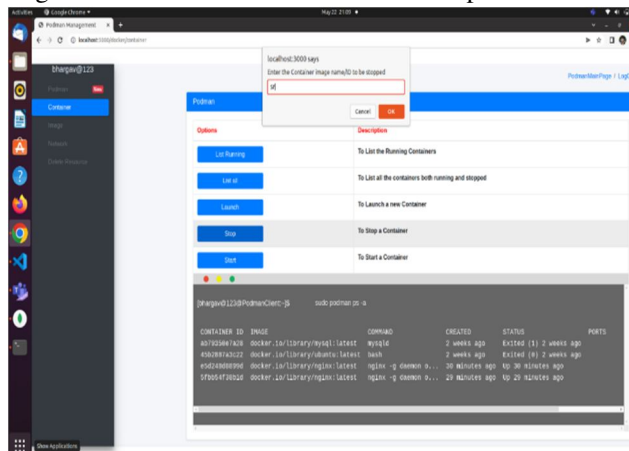 Activities Google Chrome May 22 21:09
Podman Management
localhost:3000/docker/container
localhost:3000 says
Enter the Container image name/ID to be stopped
5f
Cancel OK
bhargav@123
Podman New
Container
Image
Network
Delete Resource
PodmanMainPage / LogO
Podman
Options Description
List Running To List the Running Containers
List all To List all the containers both running and stopped
Launch To Launch a new Container
Stop To Stop a Container
Start To Start a Container
[bhargav@123@PodmanClient:~]$ sudo podman ps -a
CONTAINER ID IMAGE COMMAND CREATED STATUS PORTS
docker.io/library/mysql:latest mysqld 2 weeks ago Exited (1) 2 weeks ago
docker.io/library/ubuntu:latest bash 2 weeks ago Exited (0) 2 weeks ago
docker.io/library/nginx:latest nginx -g daemon o... 30 minutes ago Up 30 minutes ago
docker.io/library/nginx:latest nginx -g daemon o... 29 minutes ago Up 29 minutes ago
Show Applications